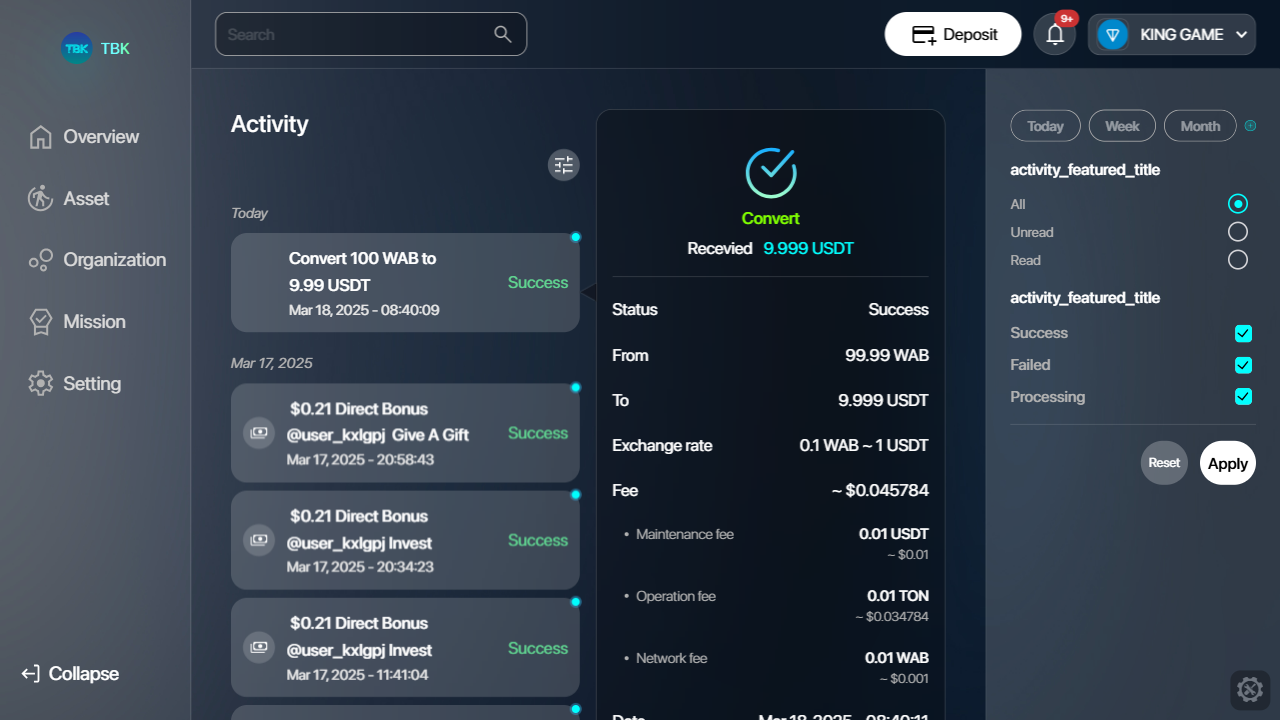 TBK
TBK
Overview
Asset
Organization
Mission
Setting
Collapse
Search
Deposit
9+
KING GAME
Activity
Today
Convert 100 WAB to
9.99 USDT
Mar 18, 2025 - 08:40:09
Success
Mar 17, 2025
$0.21 Direct Bonus
@user_kxlgpj Give A Gift
Mar 17, 2025 - 20:58:43
Success
$0.21 Direct Bonus
@user_kxlgpj Invest
Mar 17, 2025 - 20:34:23
Success
$0.21 Direct Bonus
@user_kxlgpj Invest
Mar 17, 2025 - 11:41:04
Success
Convert
Recevied 9.999 USDT
Status Success
From 99.99 WAB
To 9.999 USDT
Exchange rate 0.1 WAB ~ 1 USDT
Fee ~ $0.045784
• Maintenance fee 0.01 USDT
~ $0.01
• Operation fee 0.01 TON
~ $0.034784
• Network fee 0.01 WAB
~ $0.001
Date Mar 18, 2025 - 08:40:11
Today Week Month
activity_featured_title
All
Unread
Read
activity_featured_title
Success
Failed
Processing
Reset Apply